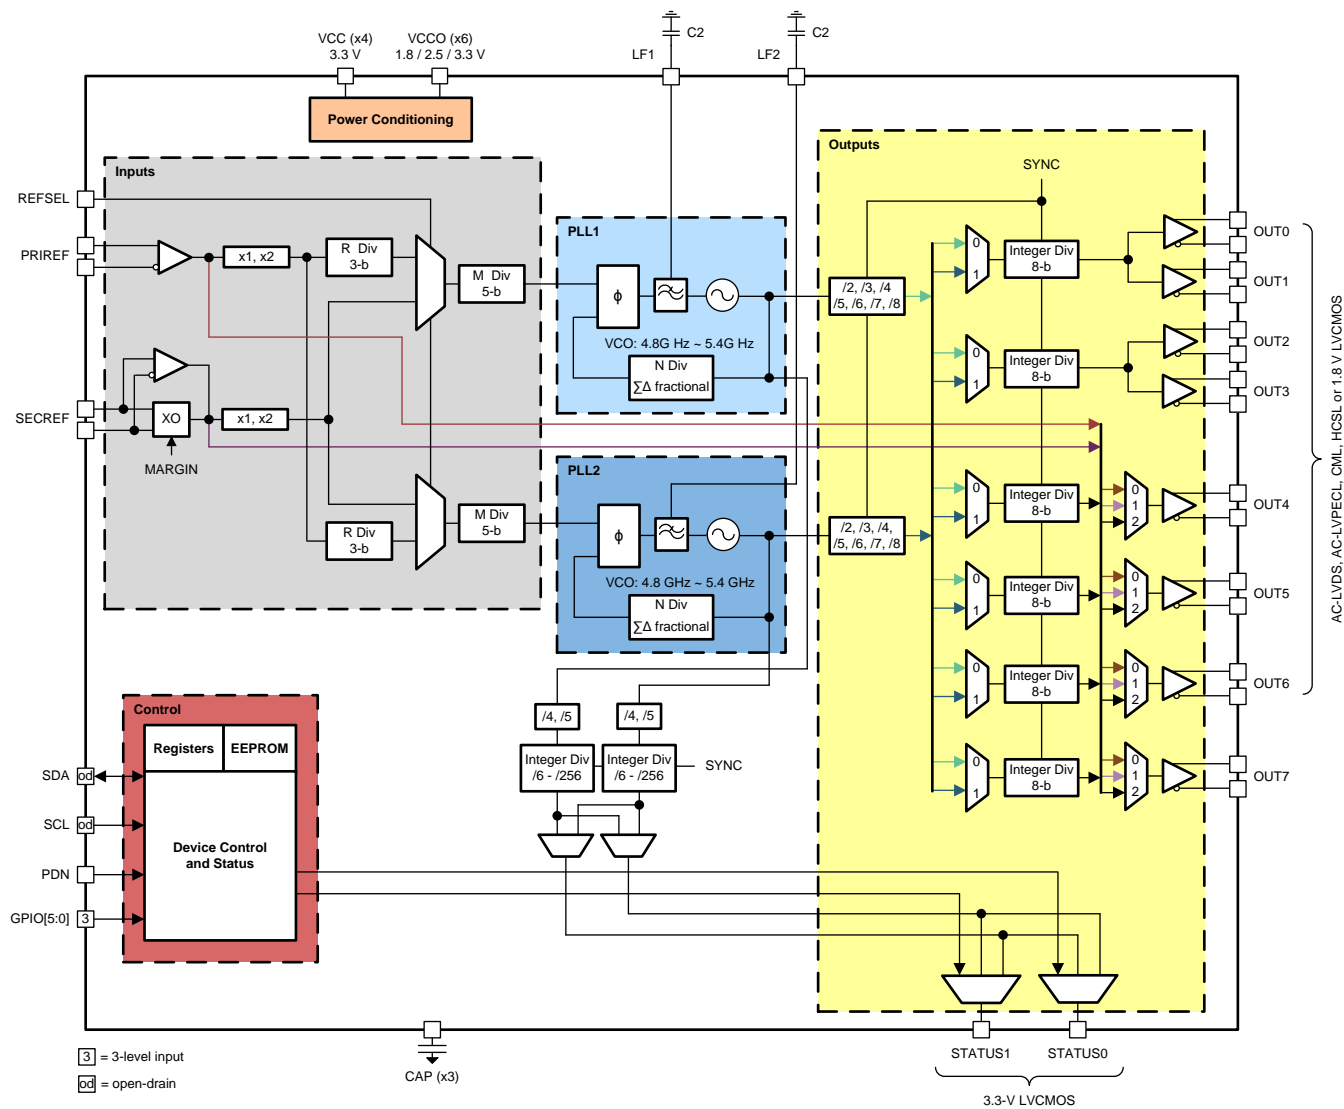 C2
C2
VCC (x4)
3.3 V
VCCO (x6)
1.8 / 2.5 / 3.3 V
LF1
LF2
Power Conditioning
Inputs
REFSEL
PRIREF
x1, x2
R Div
3-b
M Div
5-b
SECREF
XO
x1, x2
MARGIN
R Div
3-b
M Div
5-b
PLL1
ϕ
VCO: 4.8G Hz ~ 5.4G Hz
N Div
∑Δ fractional
PLL2
ϕ
VCO: 4.8 GHz ~ 5.4 GHz
N Div
∑Δ fractional
Outputs
SYNC
/2, /3, /4
/5, /6, /7, /8
/2, /3, /4,
/5, /6, /7, /8
0
1
Integer Div
8-b
OUT0
OUT1
0
1
Integer Div
8-b
OUT2
OUT3
0
1
Integer Div
8-b
0
1
2
OUT4
0
1
Integer Div
8-b
0
1
2
OUT5
0
1
Integer Div
8-b
0
1
2
OUT6
0
1
Integer Div
8-b
0
1
2
OUT7
AC-LVDS, AC-LVPECL, CML, HCSL or 1.8 V LVCMOS
/4, /5
/4, /5
Integer Div
/6 - /256
Integer Div
/6 - /256
SYNC
Control
Registers
EEPROM
Device Control
and Status
SDA
od
SCL
od
PDN
GPIO[5:0]
3
STATUS1
STATUS0
3.3-V LVCMOS
CAP (x3)
3 = 3-level input
od = open-drain